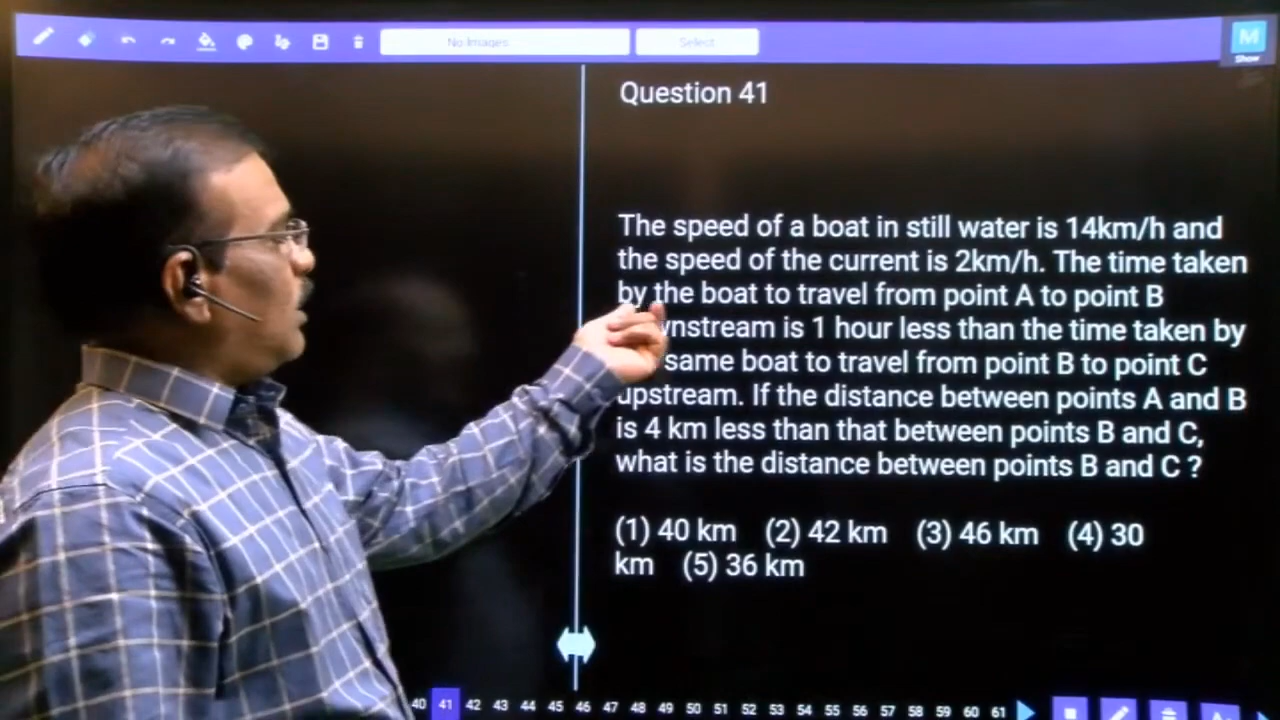 No Images
Select
M
Show
Question 41
The speed of a boat in still water is 14km/h and
the speed of the current is 2km/h. The time taken
by the boat to travel from point A to point B
wnstream is 1 hour less than the time taken by
same boat to travel from point B to point C
upstream. If the distance between points A and B
is 4 km less than that between points B and C,
what is the distance between points B and C ?
(1) 40 km (2) 42 km (3) 46 km (4) 30
km (5) 36 km
40 41 42 43 44 45 46 47 48 49 50 51 52 53 54 55 56 57 58 59 60 61